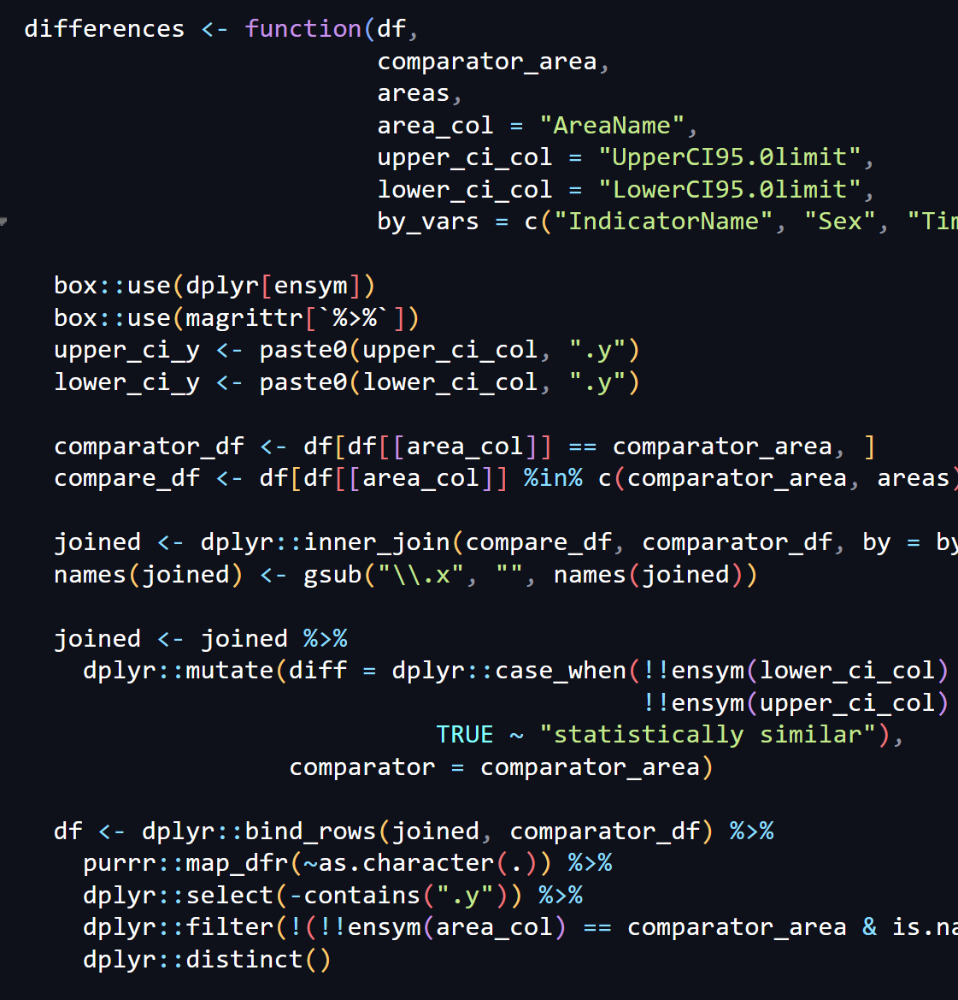 differences <- function(df,
                        comparator_area,
                        areas,
                        area_col = "AreaName",
                        upper_ci_col = "UpperCI95.0limit",
                        lower_ci_col = "LowerCI95.0limit",
                        by_vars = c("IndicatorName", "Sex", "Tim

  box::use(dplyr[ensym])
  box::use(magrittr[`%>%`])
  upper_ci_y <- paste0(upper_ci_col, ".y")
  lower_ci_y <- paste0(lower_ci_col, ".y")

  comparator_df <- df[df[[area_col]] == comparator_area, ]
  compare_df <- df[df[[area_col]] %in% c(comparator_area, areas)

  joined <- dplyr::inner_join(compare_df, comparator_df, by = by
  names(joined) <- gsub("\\.x", "", names(joined))

  joined <- joined %>%
    dplyr::mutate(diff = dplyr::case_when(!!ensym(lower_ci_col)
                                          !!ensym(upper_ci_col)
                            TRUE ~ "statistically similar"),
                  comparator = comparator_area)

  df <- dplyr::bind_rows(joined, comparator_df) %>%
    purrr::map_dfr(~as.character(.)) %>%
    dplyr::select(-contains(".y")) %>%
    dplyr::filter(!(!!ensym(area_col) == comparator_area & is.na
    dplyr::distinct()